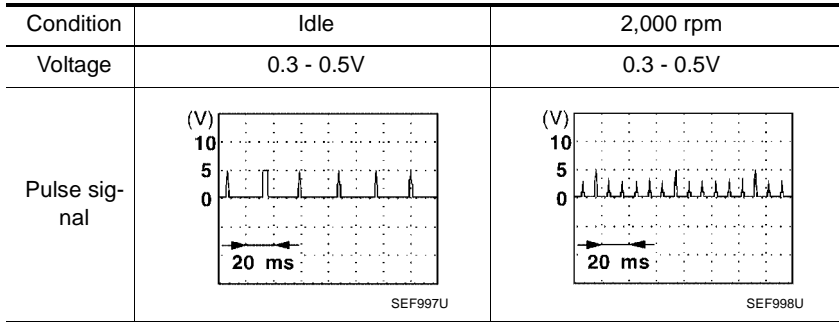 Condition Idle 2,000 rpm
Voltage 0.3 - 0.5V 0.3 - 0.5V
Pulse sig-
nal
(V)
10
5
0
20 ms
SEF997U
(V)
10
5
0
20 ms
SEF998U